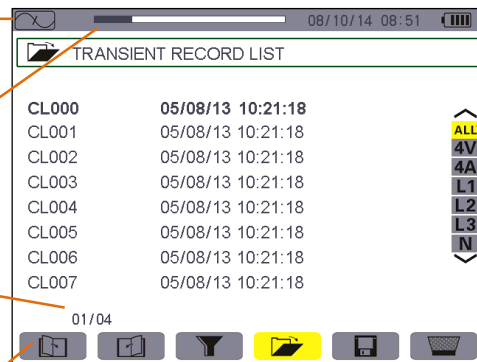 08/10/14 08:51
TRANSIENT RECORD LIST
CL000 05/08/13 10:21:18
CL001 05/08/13 10:21:18
CL002 05/08/13 10:21:18
CL003 05/08/13 10:21:18
CL004 05/08/13 10:21:18
CL005 05/08/13 10:21:18
CL006 05/08/13 10:21:18
CL007 05/08/13 10:21:18
ALL
4V
4A
L1
L2
L3
N
01/04